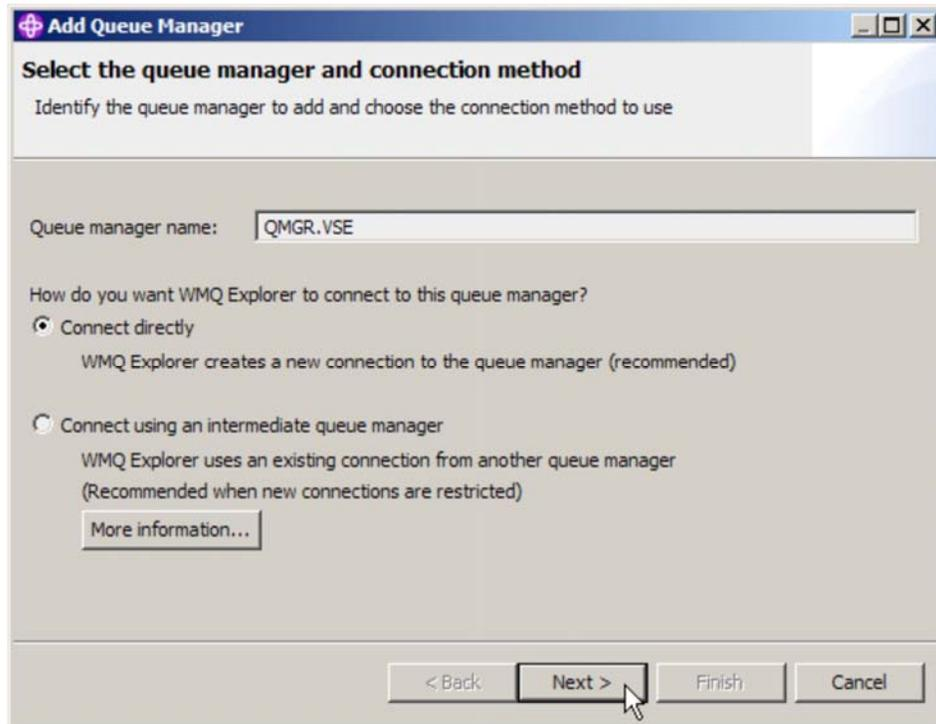 Add Queue Manager
Select the queue manager and connection method
Identify the queue manager to add and choose the connection method to use
Queue manager name: QMGR.VSE
How do you want WMQ Explorer to connect to this queue manager?
Connect directly
WMQ Explorer creates a new connection to the queue manager (recommended)
Connect using an intermediate queue manager
WMQ Explorer uses an existing connection from another queue manager
(Recommended when new connections are restricted)
More information...
< Back Next > Finish Cancel